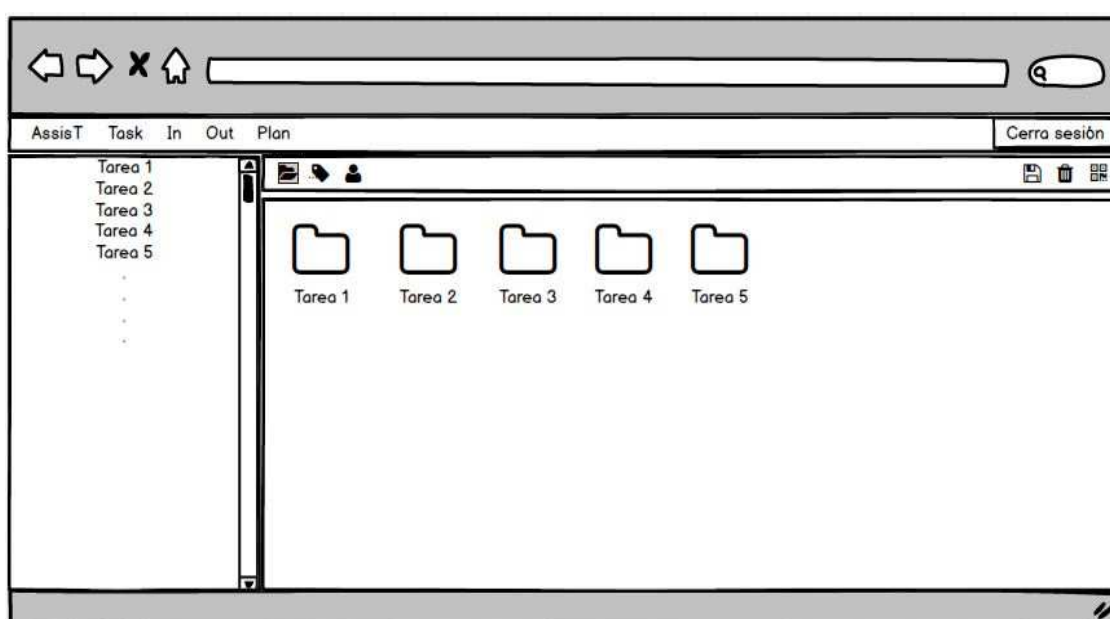 AssisT Task In Out Plan Cerra sesión
Tarea 1
Tarea 2
Tarea 3
Tarea 4
Tarea 5
Tarea 1 Tarea 2 Tarea 3 Tarea 4 Tarea 5